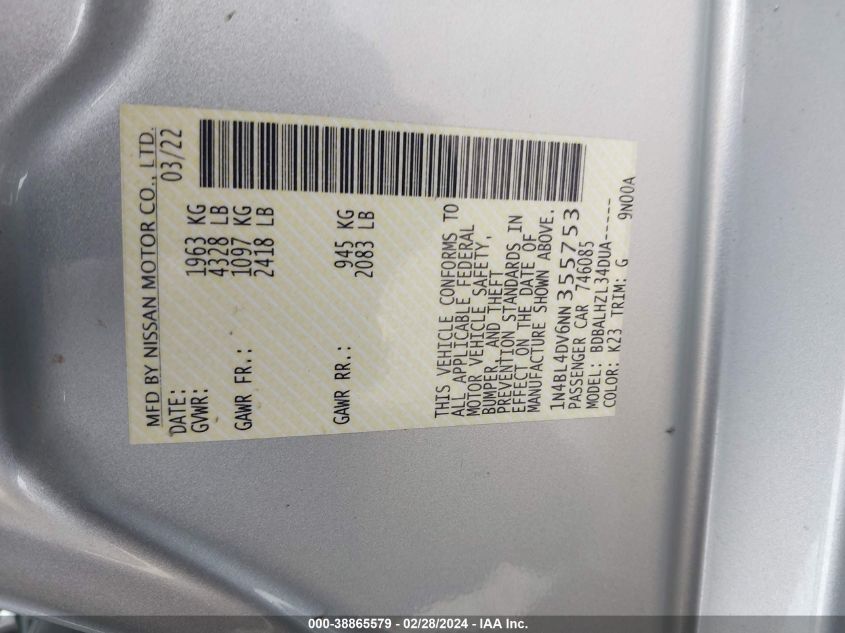 MFD BY NISSAN MOTOR CO., LTD.
DATE: 03/22
GVWR: 1963 KG
4328 LB
GAWR FR.: 1097 KG
2418 LB
GAWR RR.: 945 KG
2083 LB
THIS VEHICLE CONFORMS TO
ALL APPLICABLE FEDERAL
MOTOR VEHICLE SAFETY,
BUMPER, AND THEFT
PREVENTION STANDARDS IN
EFFECT ON THE DATE OF
MANUFACTURE SHOWN ABOVE.
1N4BL4DV6NN355753
PASSENGER CAR 746085
MODEL: BDBALHZL34DUA-----
COLOR: K23 TRIM: G 9N00A
000-38865579 - 02/28/2024 - IAA Inc.